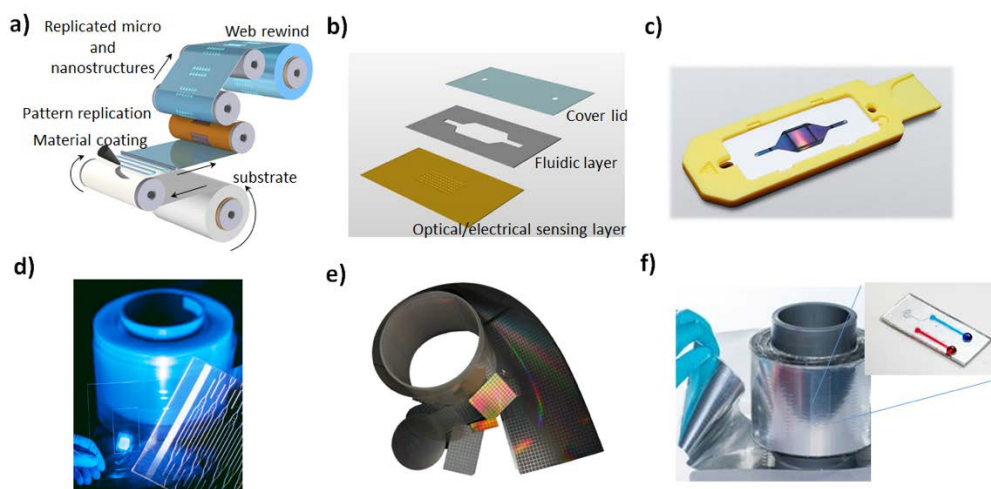 a)
Replicated micro
and
nanostructures
Web rewind
Pattern replication
Material coating
substrate
b)
Cover lid
Fluidic layer
Optical/electrical sensing layer
c)
d)
e)
f)